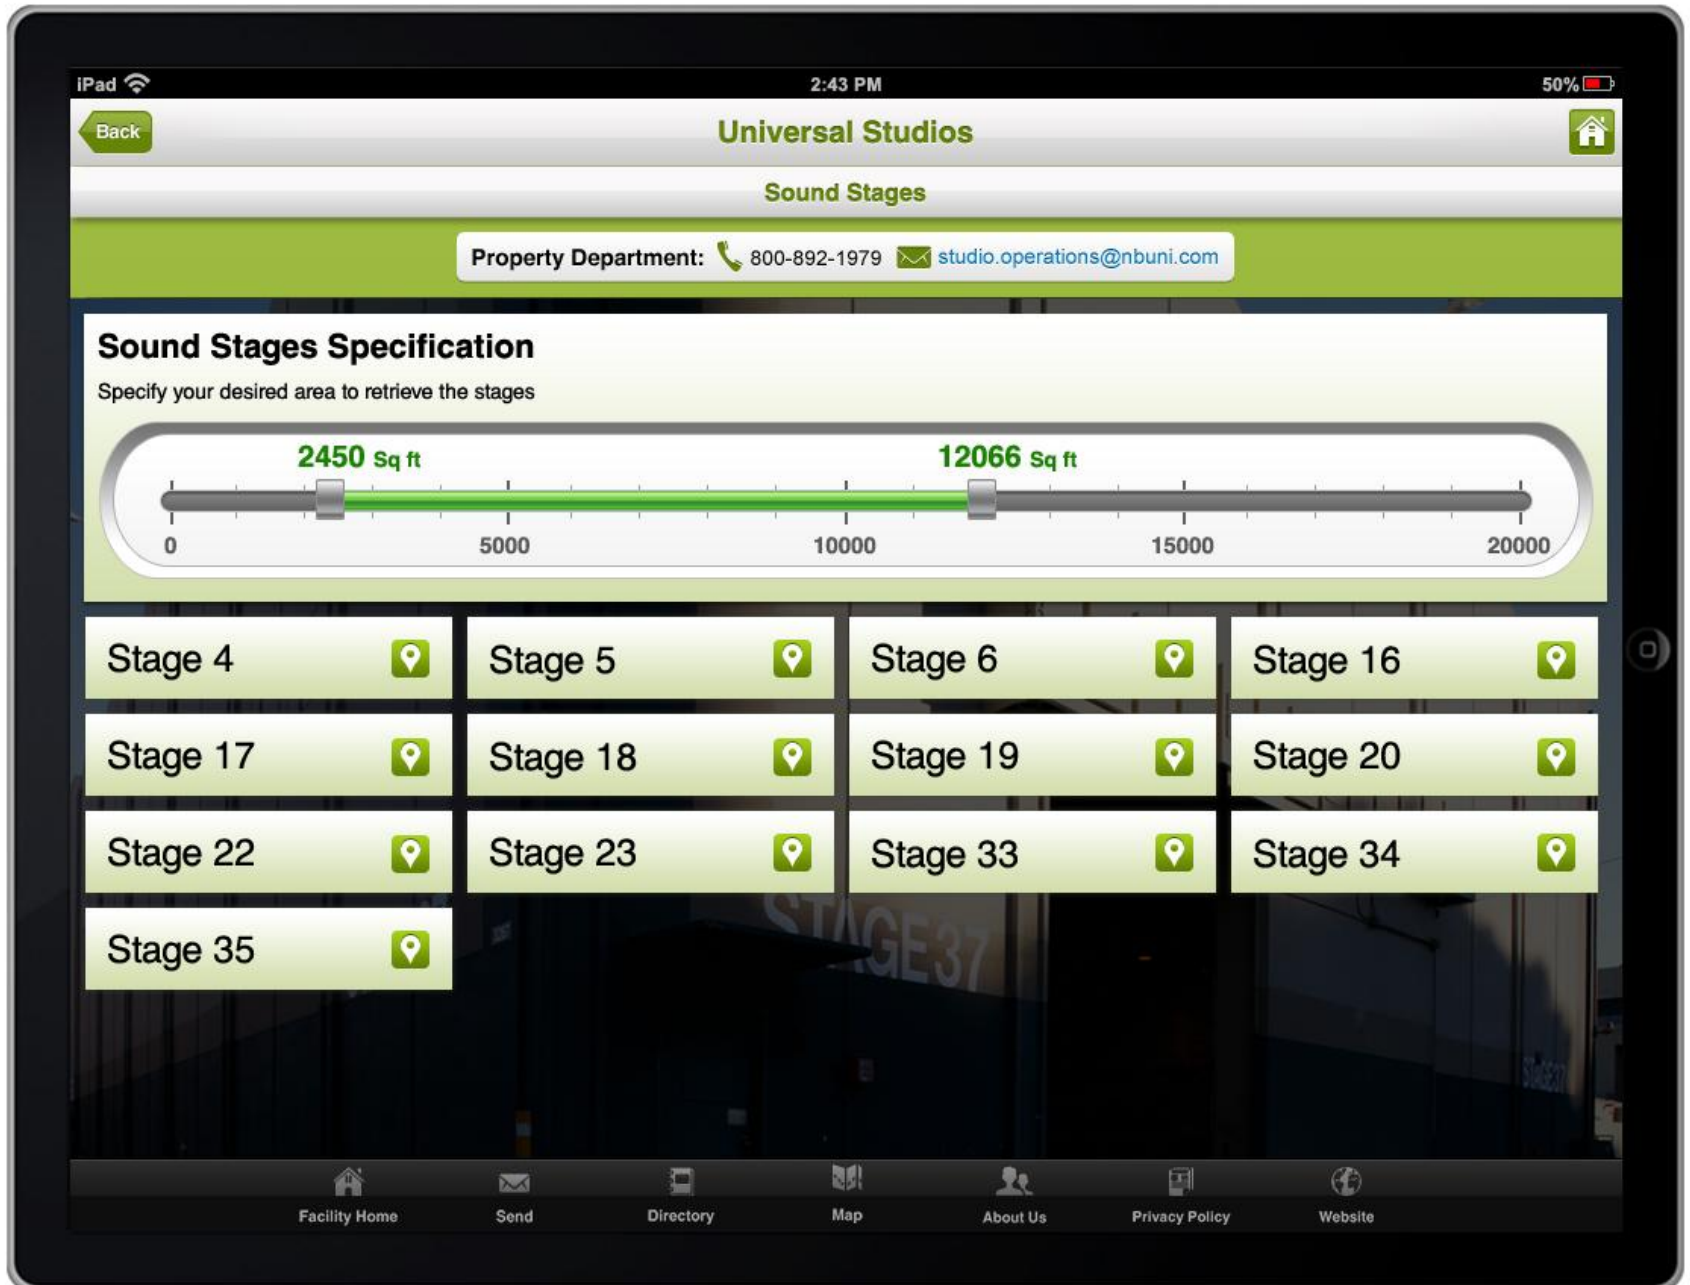 iPad 2:43 PM 50%
Back Universal Studios
Sound Stages
Property Department: 800-892-1979 studio.operations@nbuni.com
Sound Stages Specification
Specify your desired area to retrieve the stages
2450 Sq ft 12066 Sq ft
0 5000 10000 15000 20000
Stage 4 Stage 5 Stage 6 Stage 16
Stage 17 Stage 18 Stage 19 Stage 20
Stage 22 Stage 23 Stage 33 Stage 34
Stage 35
STAGE 37
STAGE37
Facility Home Send Directory Map About Us Privacy Policy Website